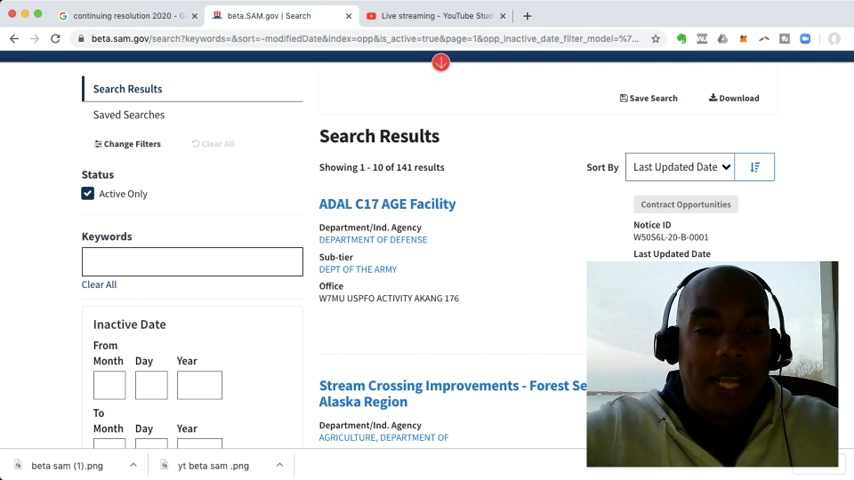 continuing resolution 2020 - G
beta.SAM.gov | Search
Live streaming - YouTube Stud
beta.sam.gov/search?keywords=&sort=-modifiedDate&index=opp&is_active=true&page=1&opp_inactive_date_filter_model=%7...
Search Results
Saved Searches
Change Filters
Clear All
Status
Active Only
Keywords
Clear All
Inactive Date
From
Month Day Year
To
Month Day Year
Save Search
Download
Search Results
Showing 1 - 10 of 141 results
Sort By
Last Updated Date
ADAL C17 AGE Facility
Department/Ind. Agency
DEPARTMENT OF DEFENSE
Sub-tier
DEPT OF THE ARMY
Office
W7MU USPFO ACTIVITY AKANG 176
Contract Opportunities
Notice ID
W50S6L-20-B-0001
Last Updated Date
Stream Crossing Improvements - Forest Se
Alaska Region
Department/Ind. Agency
AGRICULTURE, DEPARTMENT OF
beta sam (1).png
yt beta sam .png